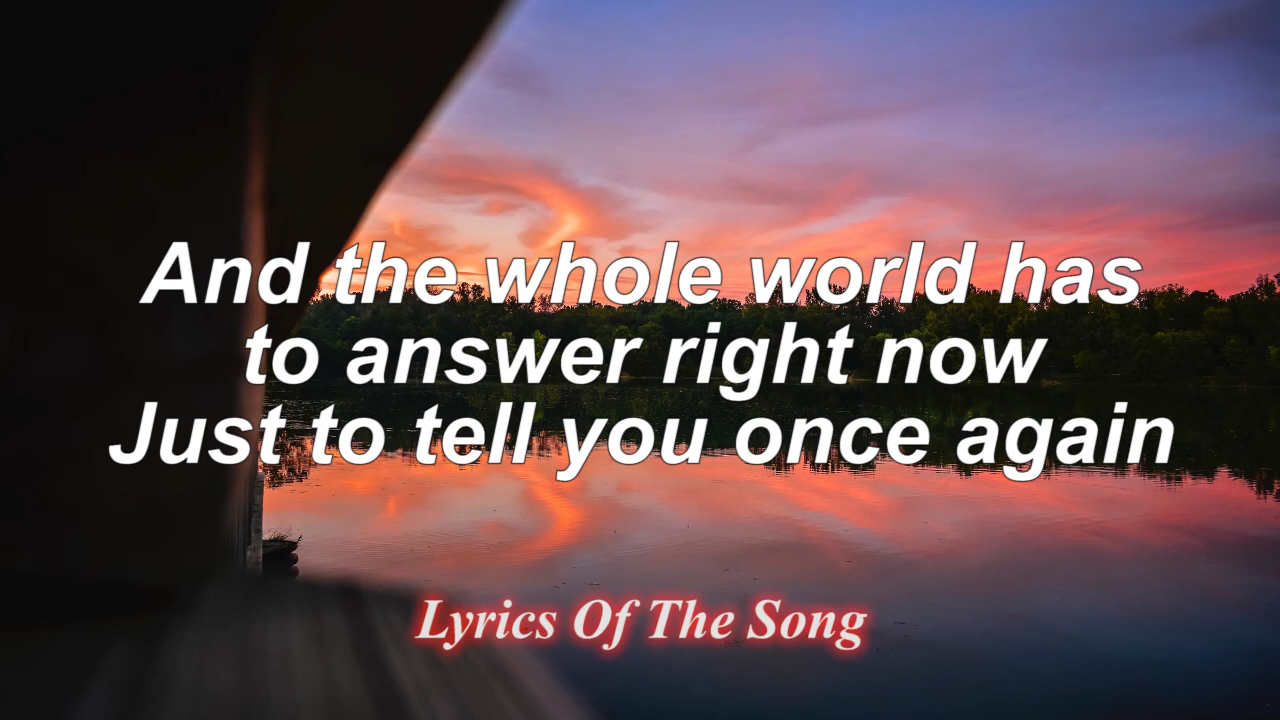 And the whole world has
to answer right now
Just to tell you once again
Lyrics Of The Song